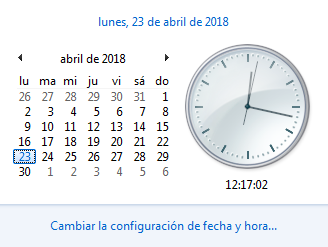 lunes, 23 de abril de 2018
abril de 2018
lu ma mi ju vi sá do
26 27 28 29 30 31 1
2 3 4 5 6 7 8
9 10 11 12 13 14 15
16 17 18 19 20 21 22
23 24 25 26 27 28 29
30 1 2 3 4 5 6
12:17:02
Cambiar la configuración de fecha y hora...